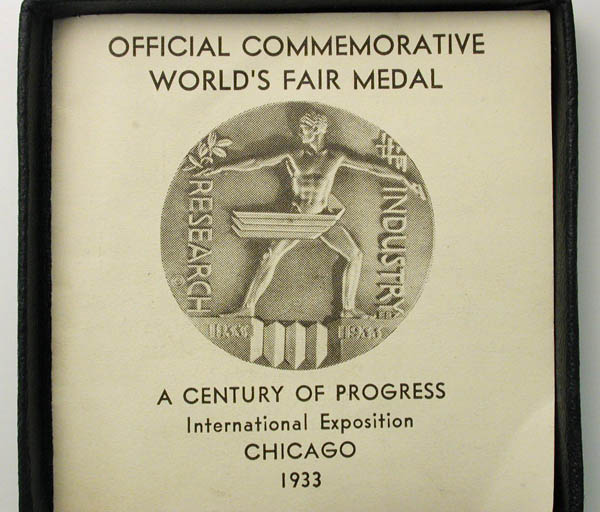 OFFICIAL COMMEMORATIVE
WORLD'S FAIR MEDAL
RESEARCH
INDUSTRY
1833 1933
A CENTURY OF PROGRESS
International Exposition
CHICAGO
1933